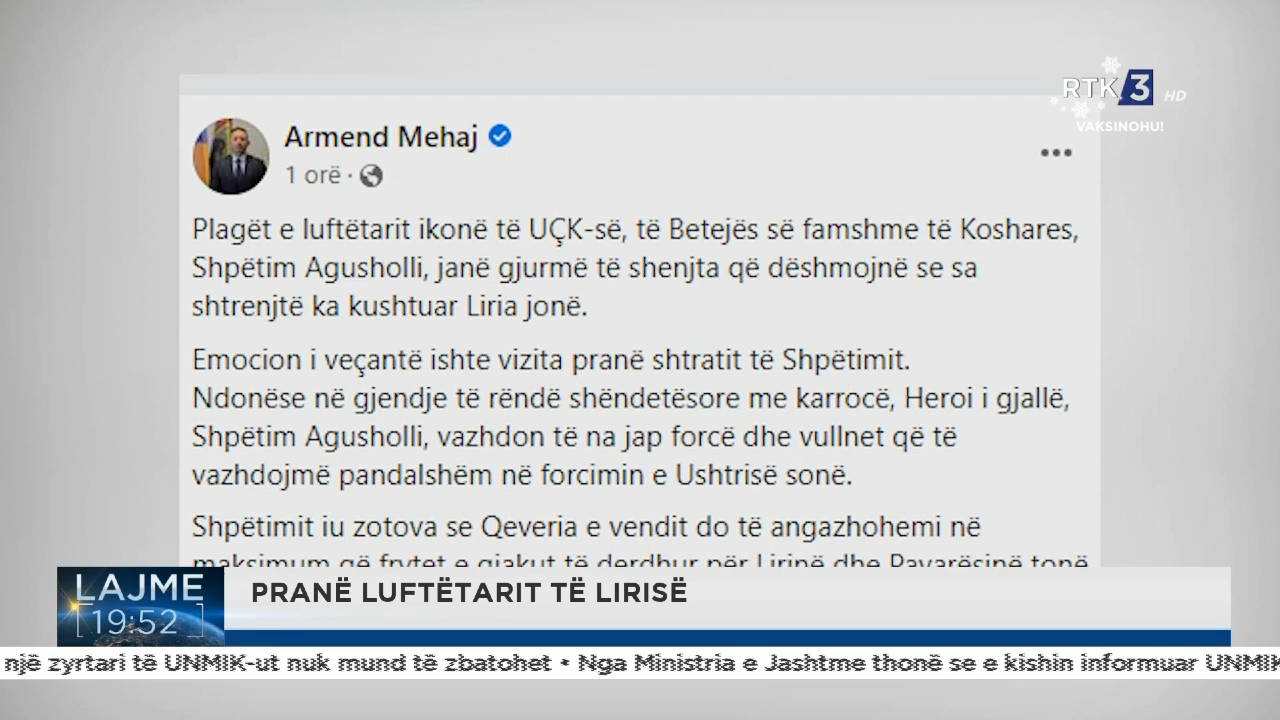 RTK 3 HD
VAKSINOHU!
Armend Mehaj
1 orë
Plagët e luftëtarit ikonë të UÇK-së, të Betejës së famshme të Koshares,
Shpëtim Agusholli, janë gjurmë të shenjta që dëshmojnë se sa
shtrenjtë ka kushtuar Liria jonë.
Emocion i veçantë ishte vizita pranë shtratit të Shpëtimit.
Ndonëse në gjendje të rëndë shëndetësore me karrocë, Heroi i gjallë,
Shpëtim Agusholli, vazhdon të na jap forcë dhe vullnet që të
vazhdojmë pandalshëm në forcimin e Ushtrisë sonë.
Shpëtimit iu zotova se Qeveria e vendit do të angazhohemi në
maksimum që frytet e gjakut të derdhur për Lirinë dhe Pavarësinë tonë
LAJME
19:52
PRANË LUFTËTARIT TË LIRISË
një zyrtari të UNMIK-ut nuk mund të zbatohet • Nga Ministria e Jashtme thonë se e kishin informuar UNMIK